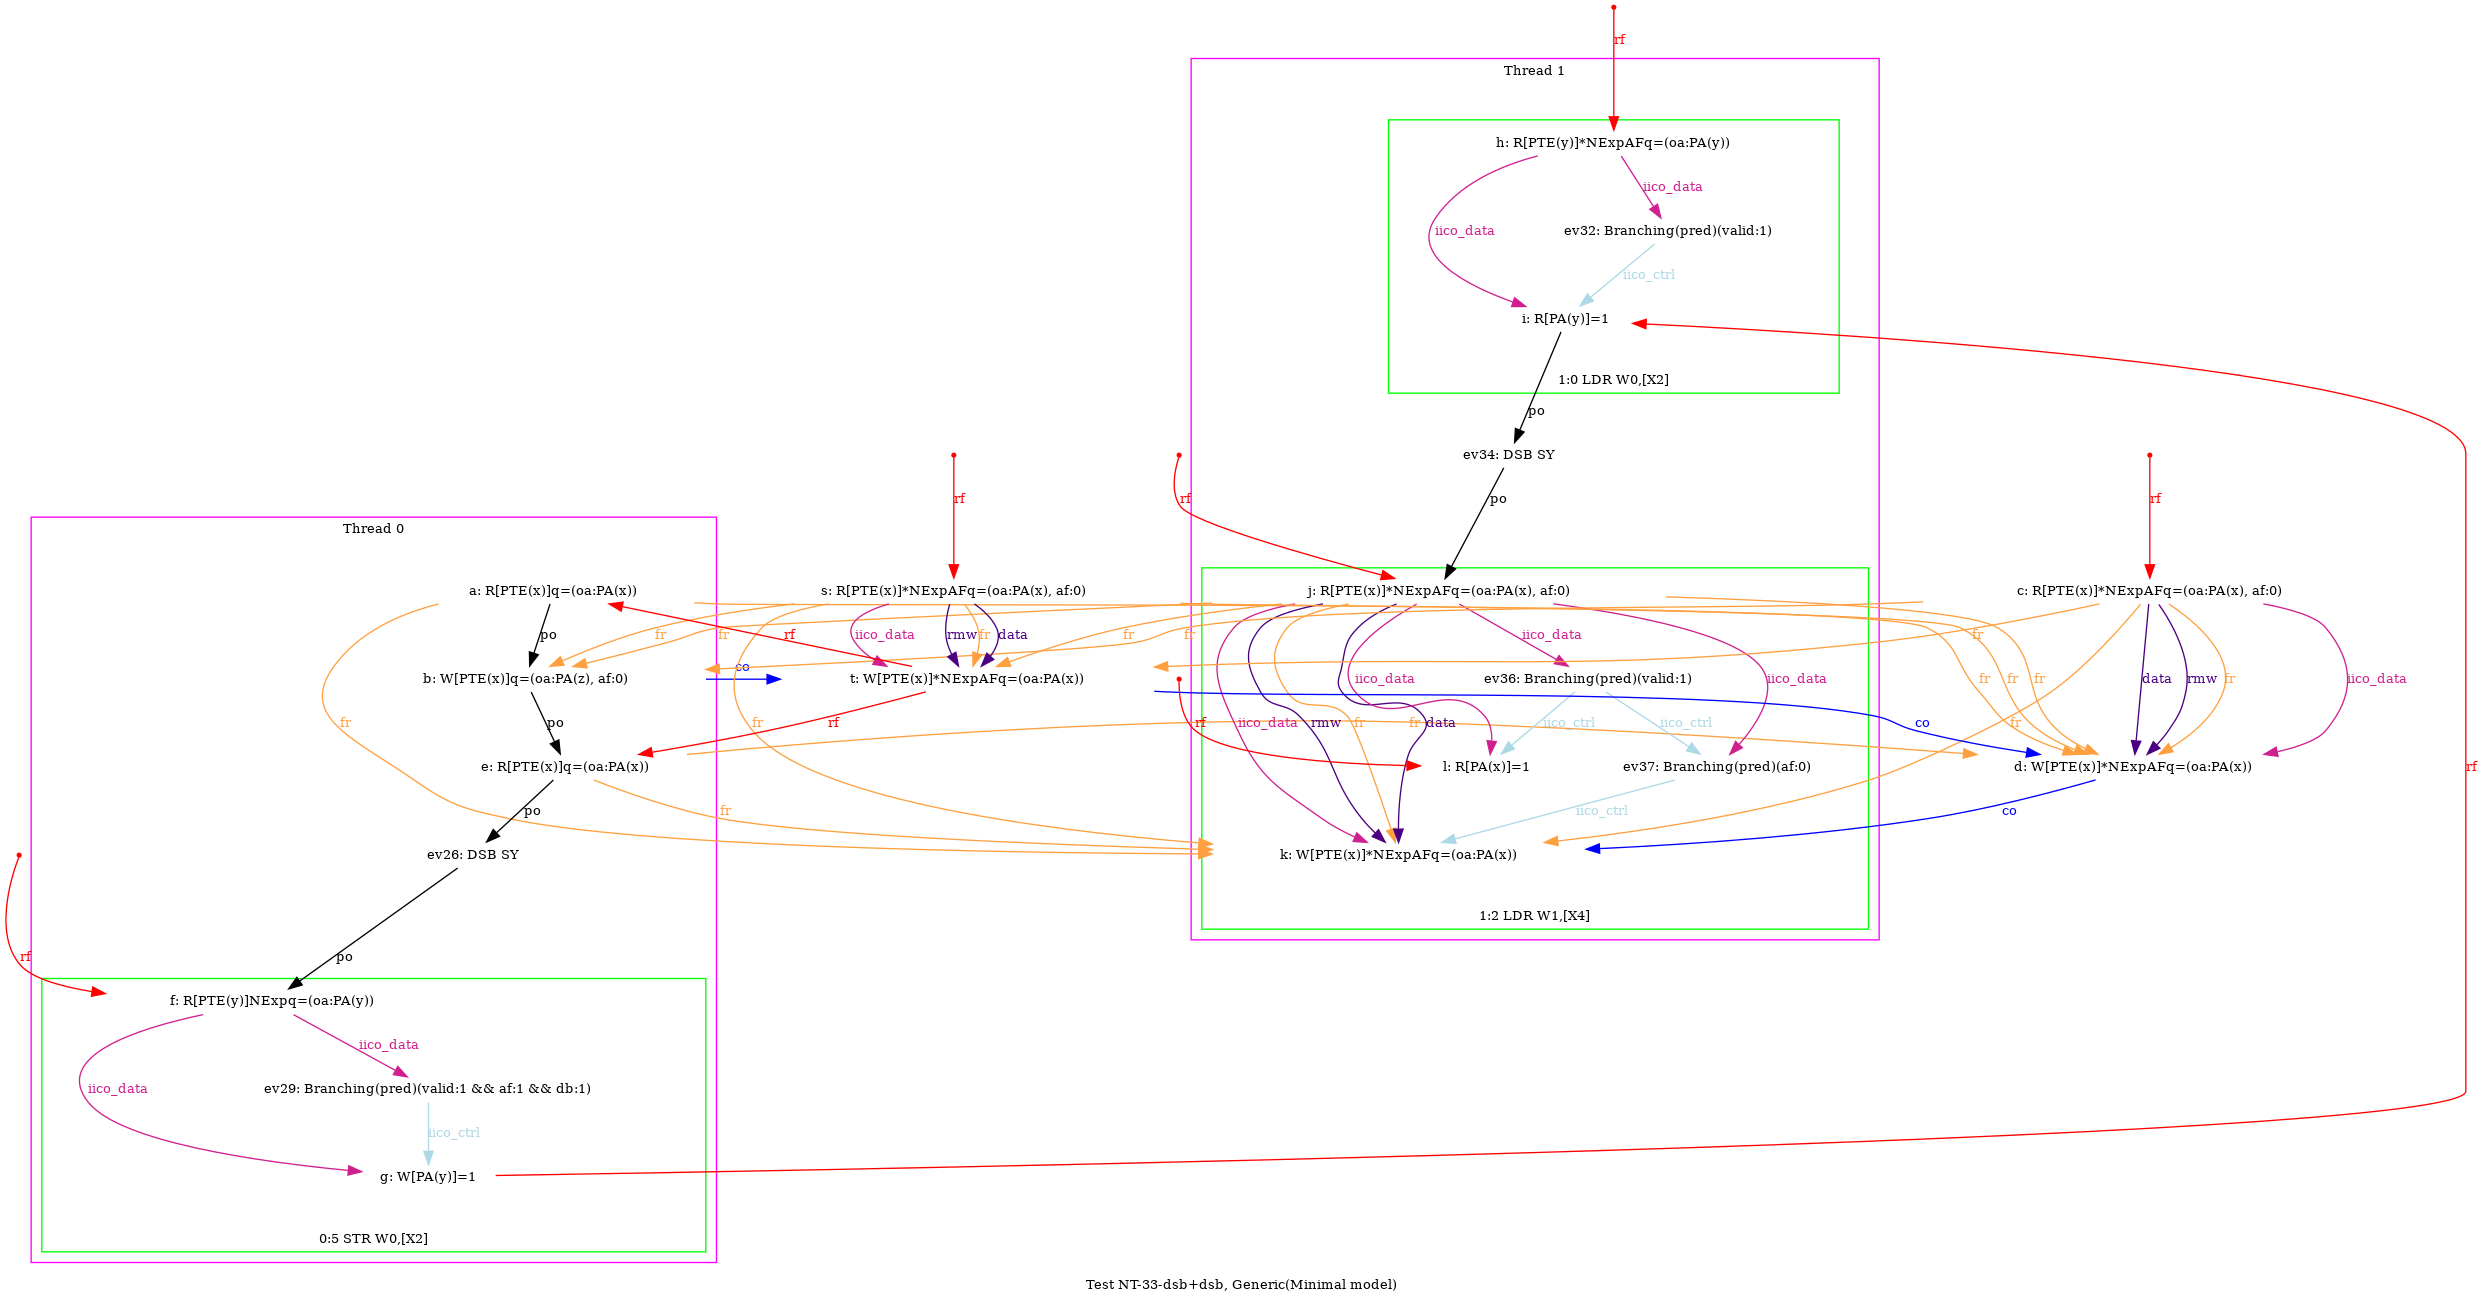 rf
Thread 1
h: R[PTE(y)]*NExpAFq=(oa:PA(y))
iico_data
iico_data
ev32: Branching(pred)(valid:1)
iico_ctrl
i: R[PA(y)]=1
1:0 LDR W0,[X2]
po
ev34: DSB SY
rf
rf
po
rf
Thread 0
a: R[PTE(x)]q=(oa:PA(x))
s: R[PTE(x)]*NExpAFq=(oa:PA(x), af:0)
j: R[PTE(x)]*NExpAFq=(oa:PA(x), af:0)
c: R[PTE(x)]*NExpAFq=(oa:PA(x), af:0)
po
fr
fr
rf
iico_data
rmw
fr
data
fr
fr
iico_data
fr
co
b: W[PTE(x)]q=(oa:PA(z), af:0)
t: W[PTE(x)]*NExpAFq=(oa:PA(x))
iico_data
ev36: Branching(pred)(valid:1)
iico_data
fr
fr
fr
data
rmw
fr
iico_data
fr
po
fr
rf
rf
iico_data
rmw
fr
fr
data
iico_ctrl
iico_ctrl
co
fr
e: R[PTE(x)]q=(oa:PA(x))
l: R[PA(x)]=1
ev37: Branching(pred)(af:0)
d: W[PTE(x)]*NExpAFq=(oa:PA(x))
rf
po
fr
iico_ctrl
co
ev26: DSB SY
k: W[PTE(x)]*NExpAFq=(oa:PA(x))
1:2 LDR W1,[X4]
rf
po
f: R[PTE(y)]NExpq=(oa:PA(y))
iico_data
iico_data
ev29: Branching(pred)(valid:1 && af:1 && db:1)
iico_ctrl
g: W[PA(y)]=1
0:5 STR W0,[X2]
Test NT-33-dsb+dsb, Generic(Minimal model)